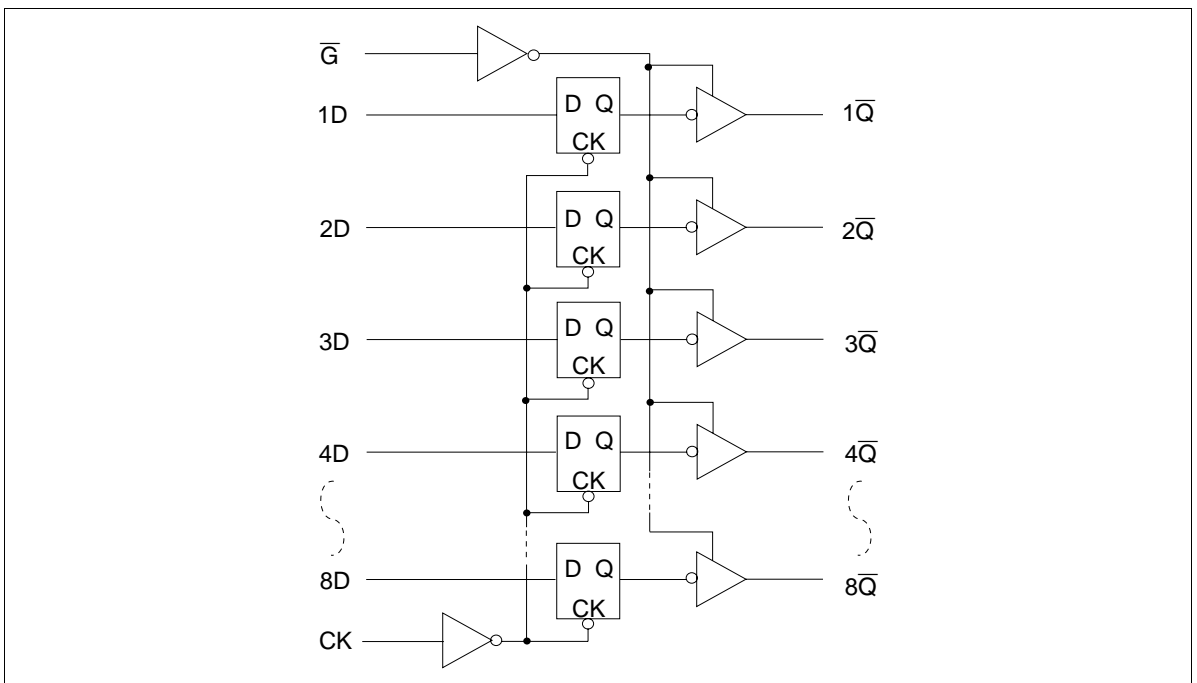 G̅
1D D Q CK 1Q̅
2D D Q CK 2Q̅
3D D Q CK 3Q̅
4D D Q CK 4Q̅
8D D Q CK 8Q̅
CK